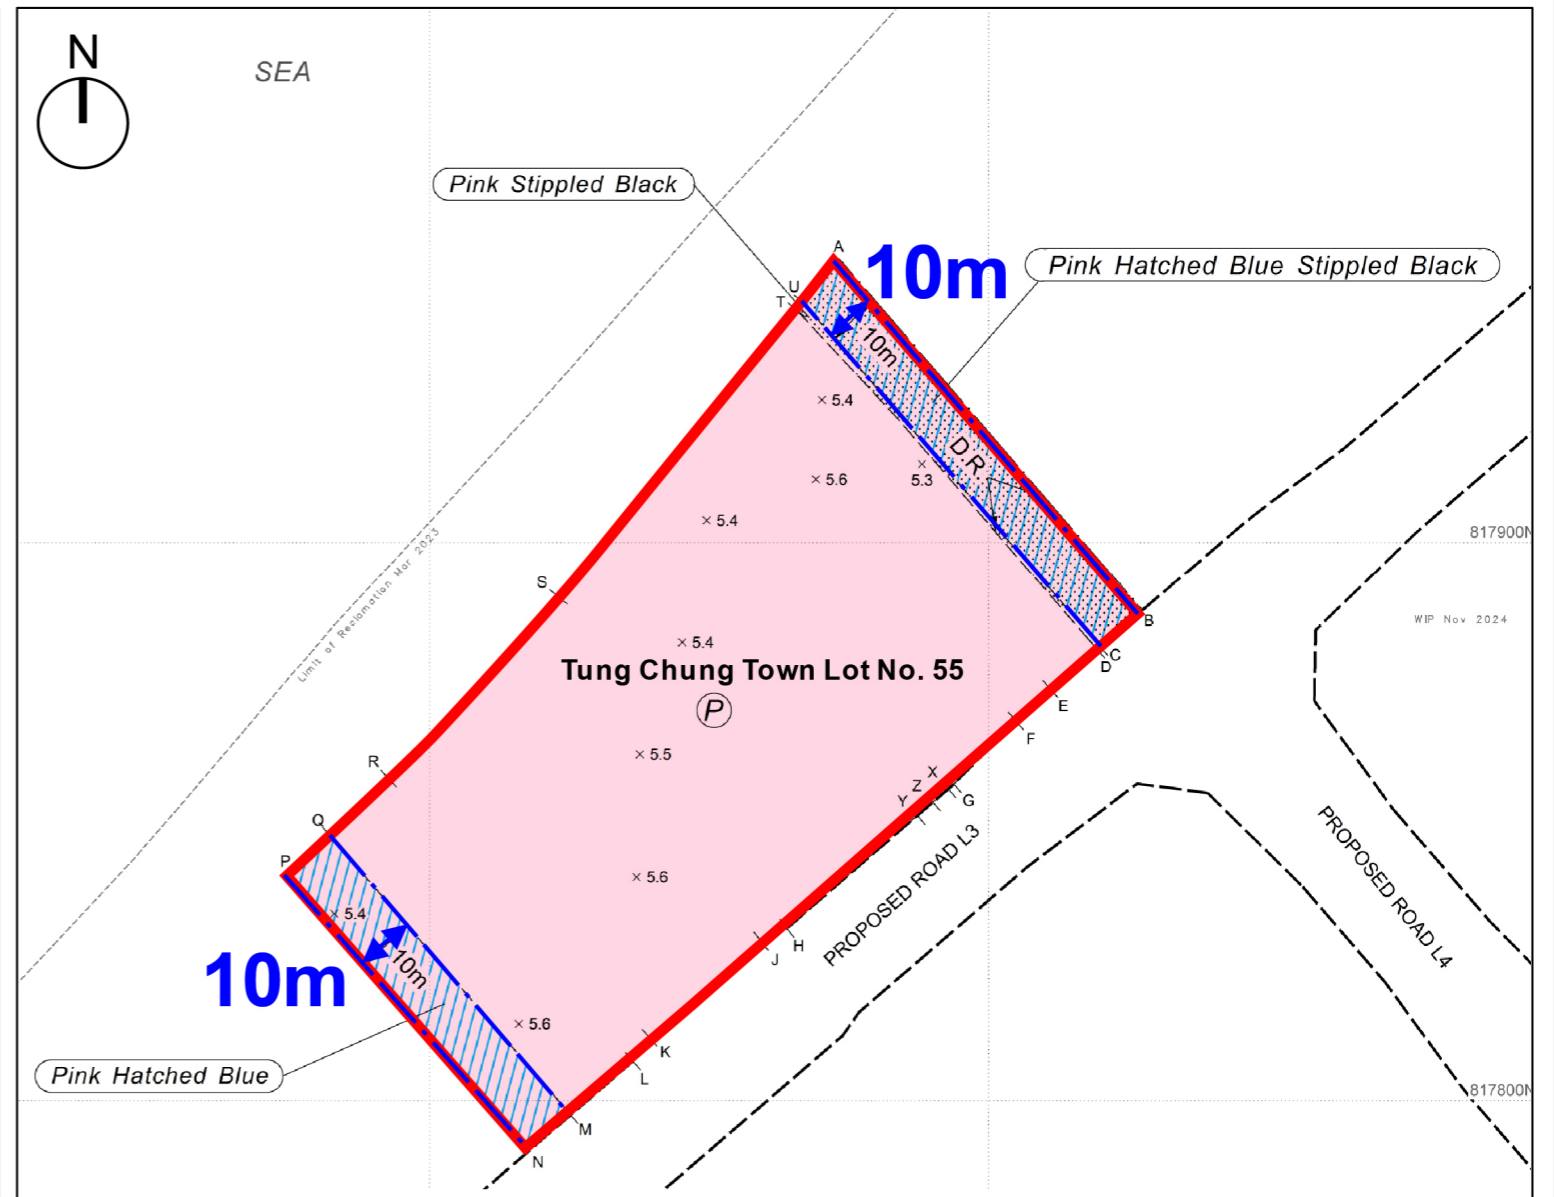 N
SEA
Pink Stippled Black
A
10m
Pink Hatched Blue Stippled Black
U
T
10m
5.4
D.R.
5.6
5.3
5.4
817900N
Limit of Reclamation Mar 2023
S
B
WIP Nov 2024
5.4
C
D
Tung Chung Town Lot No. 55
P
E
F
5.5
R
X
Z
G
Y
Q
PROPOSED ROAD L3
PROPOSED ROAD L4
P
5.6
5.4
H
J
10m
10m
5.6
K
L
Pink Hatched Blue
817800N
M
N